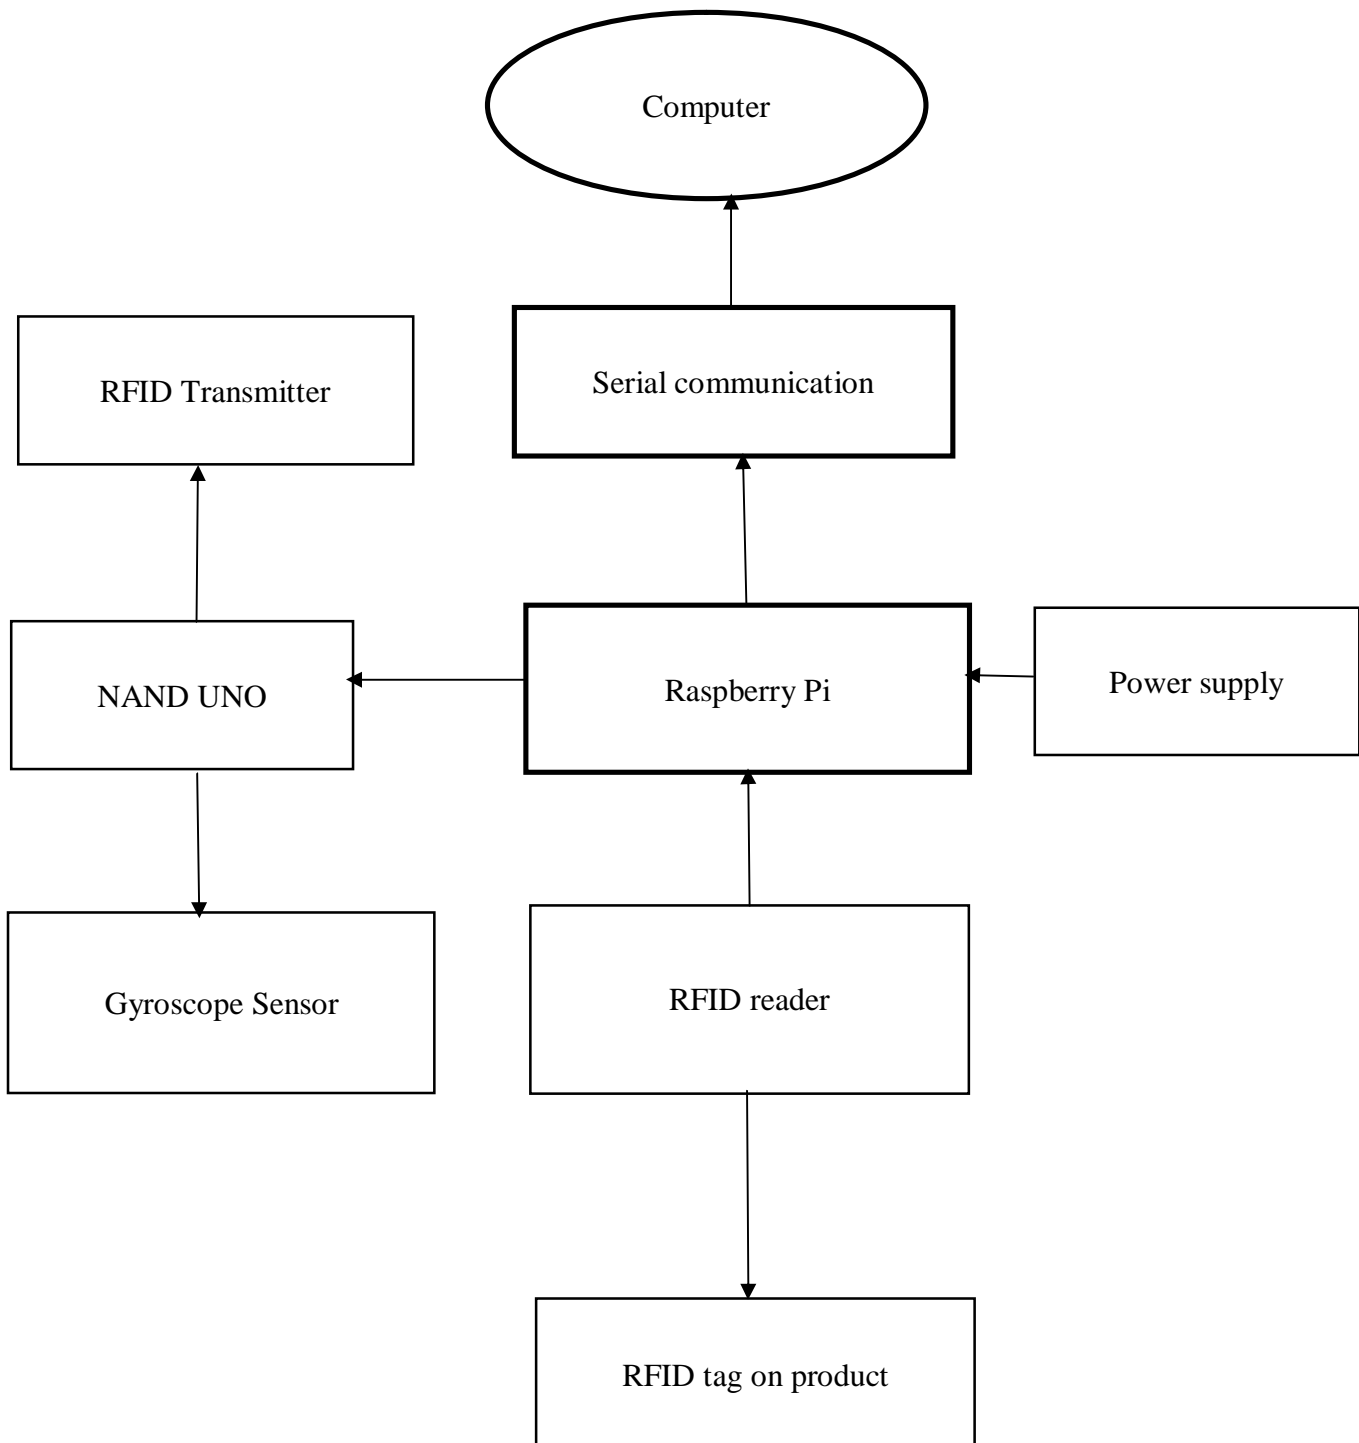 Computer
Serial communication
RFID Transmitter
NAND UNO
Raspberry Pi
Power supply
Gyroscope Sensor
RFID reader
RFID tag on product